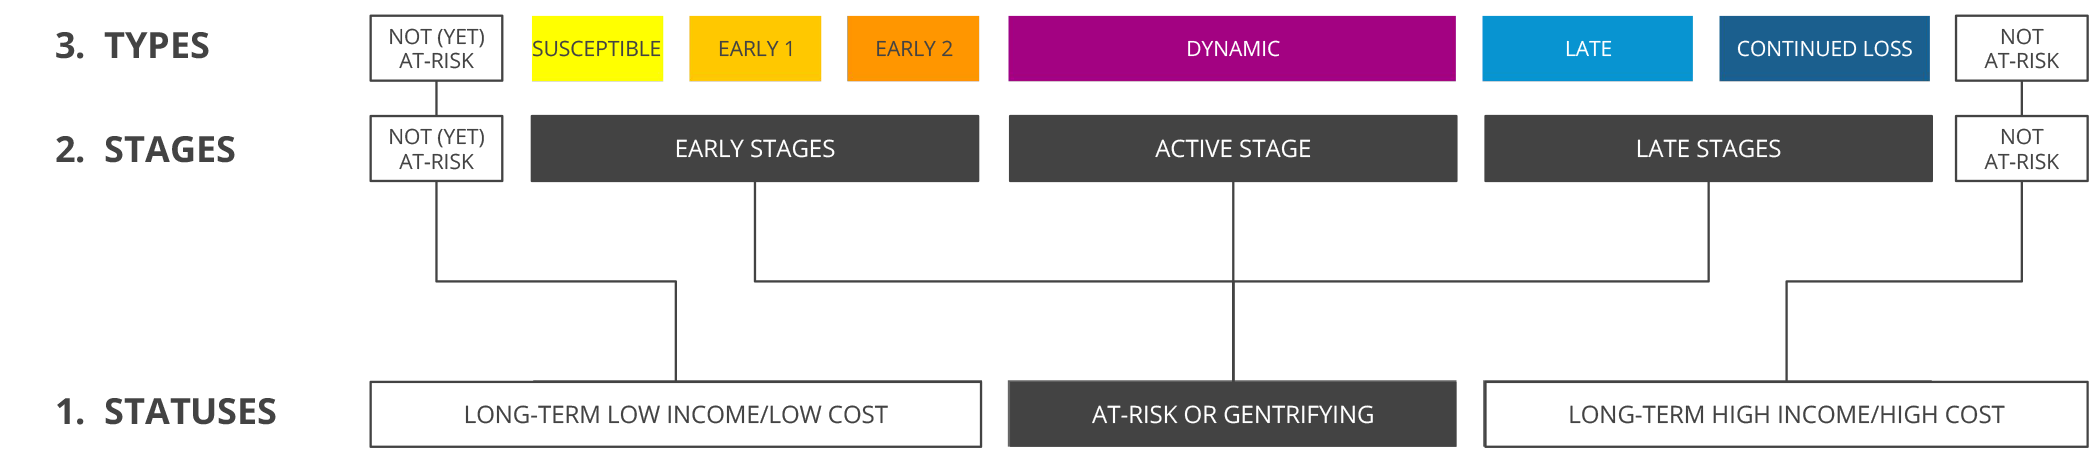 3. TYPES
NOT (YET)
AT-RISK
SUSCEPTIBLE
EARLY 1
EARLY 2
DYNAMIC
LATE
CONTINUED LOSS
NOT
AT-RISK
2. STAGES
NOT (YET)
AT-RISK
EARLY STAGES
ACTIVE STAGE
LATE STAGES
NOT
AT-RISK
1. STATUSES
LONG-TERM LOW INCOME/LOW COST
AT-RISK OR GENTRIFYING
LONG-TERM HIGH INCOME/HIGH COST